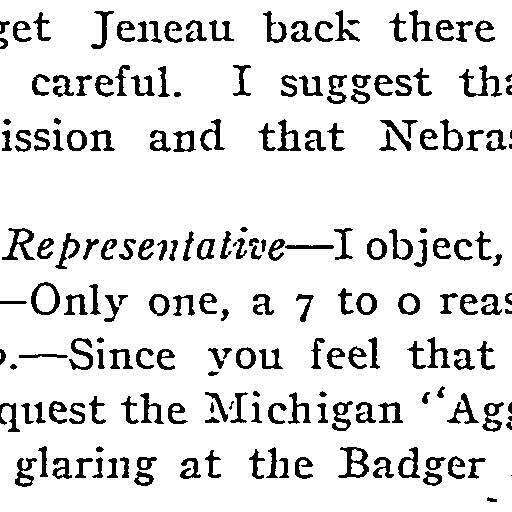 get Jeneau back there
careful. I suggest tha
ission and that Nebras
Representative—I object,
—Only one, a 7 to 0 reas
.—Since you feel that
quest the Michigan "Agg
glaring at the Badger